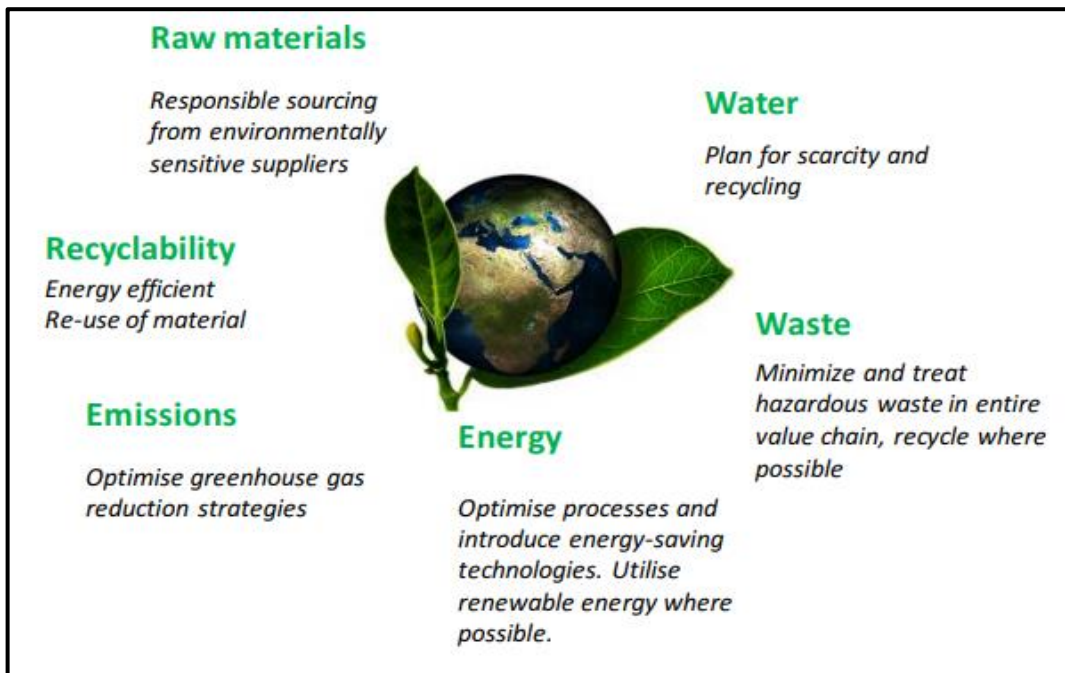 Raw materials
Responsible sourcing
from environmentally
sensitive suppliers
Water
Plan for scarcity and
recycling
Recyclability
Energy efficient
Re-use of material
Waste
Minimize and treat
hazardous waste in entire
value chain, recycle where
possible
Emissions
Optimise greenhouse gas
reduction strategies
Energy
Optimise processes and
introduce energy-saving
technologies. Utilise
renewable energy where
possible.